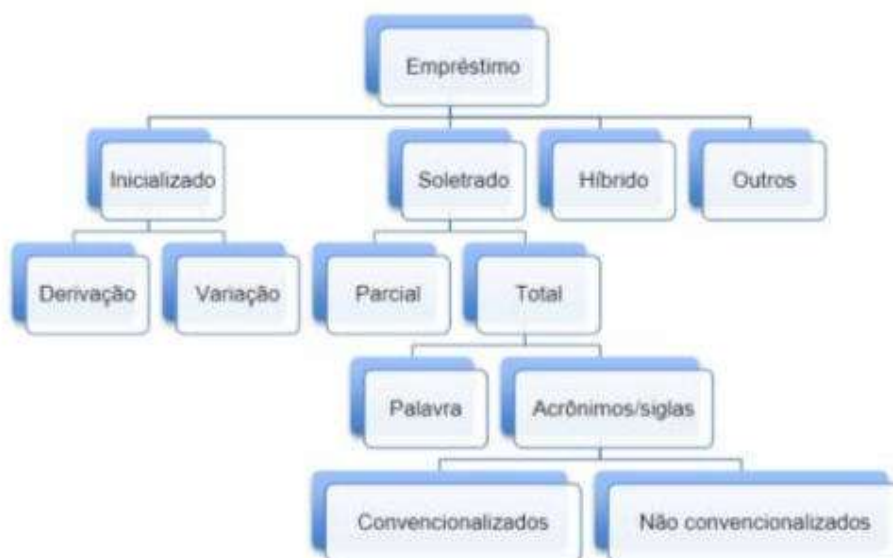 Empréstimo
Inicializado
Soletrado
Híbrido
Outros
Derivação
Variação
Parcial
Total
Palavra
Acrônimos/siglas
Convencionalizados
Não convencionalizados